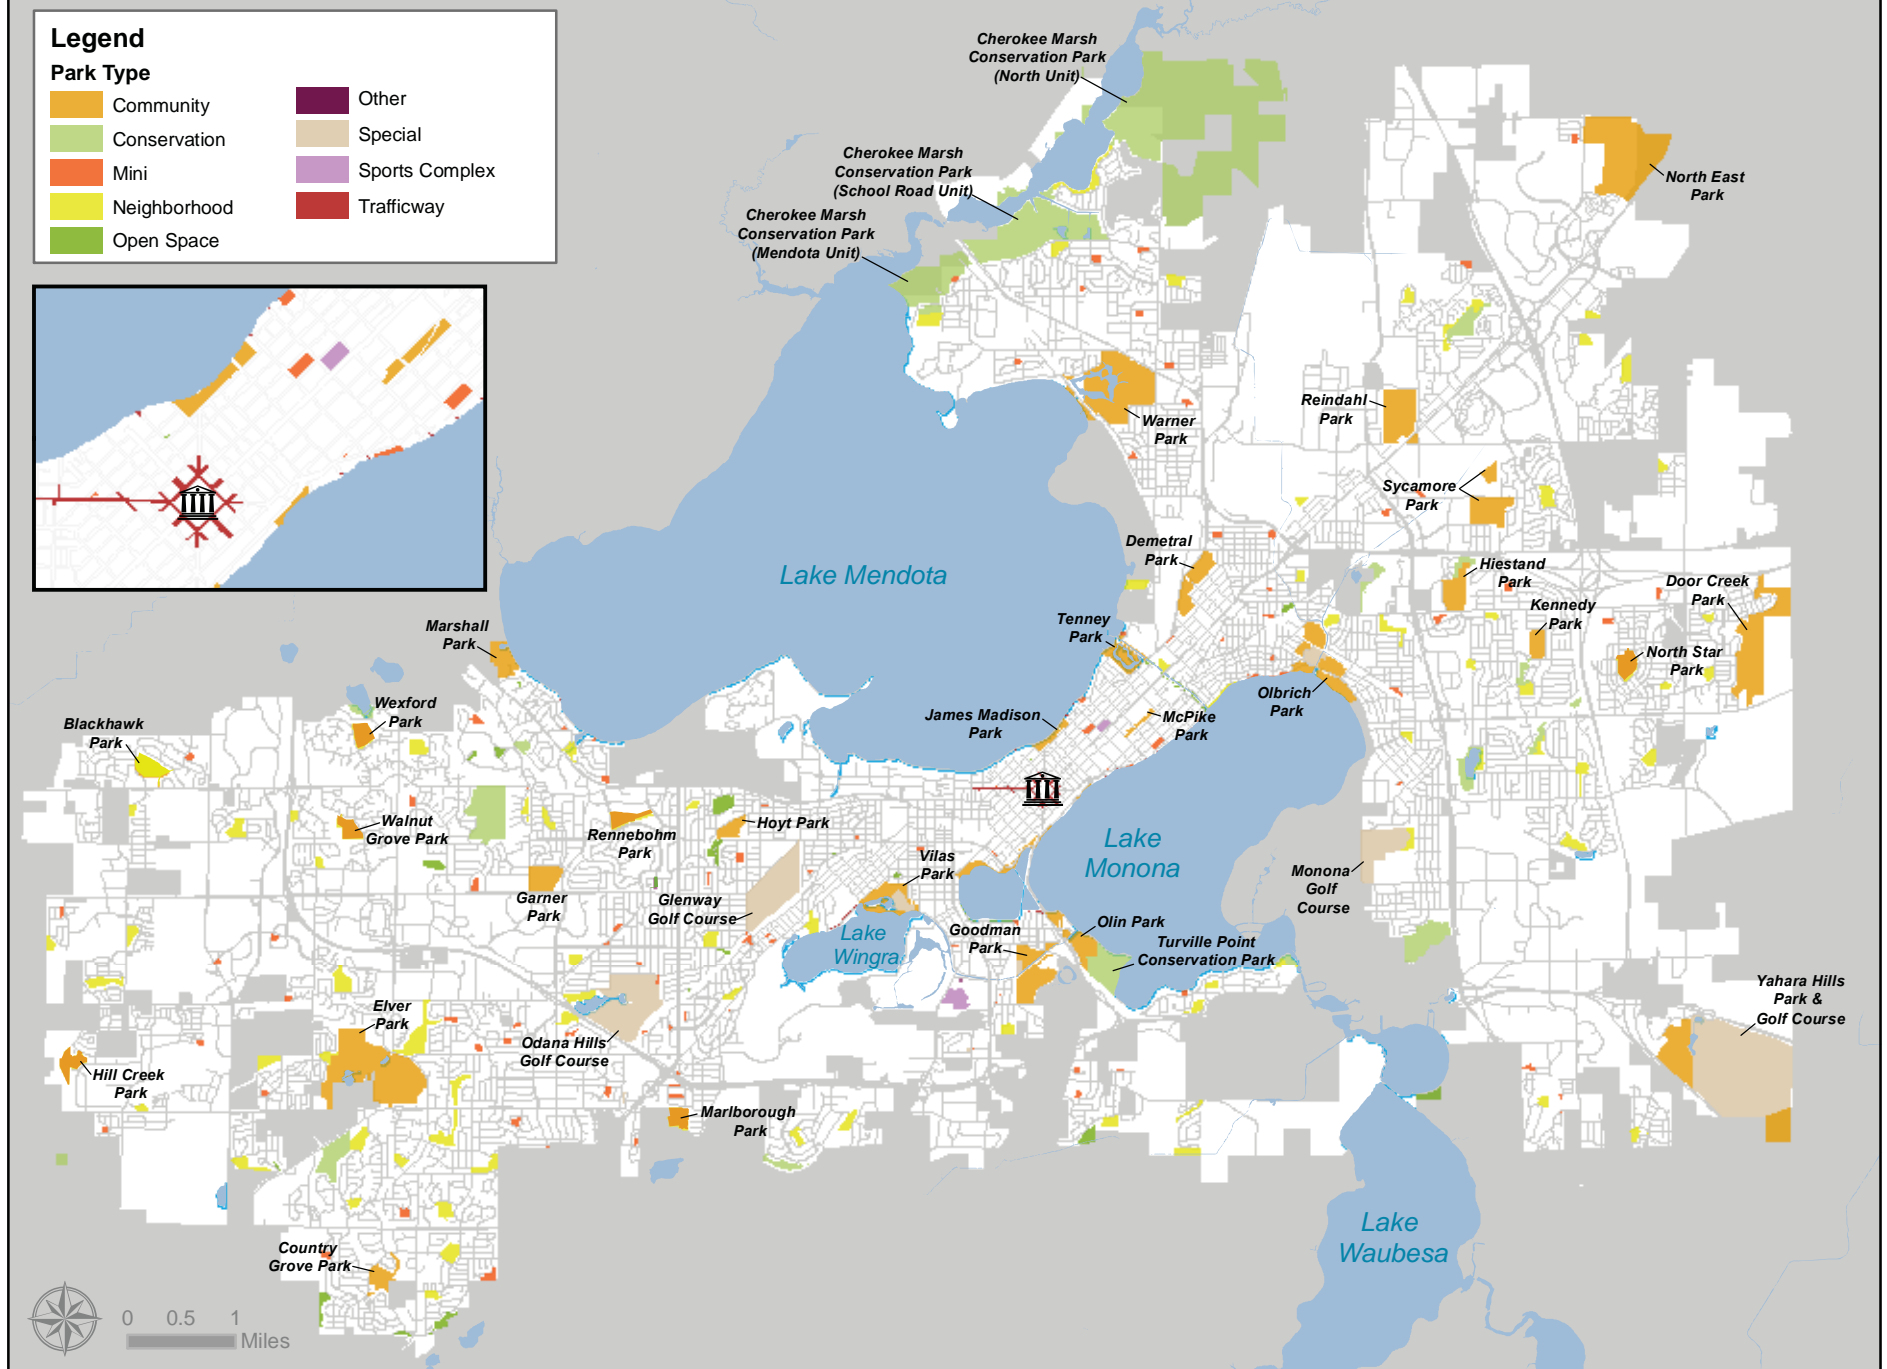 Legend
Park Type
Community
Conservation
Mini
Neighborhood
Open Space
Other
Special
Sports Complex
Trafficway
Cherokee Marsh
Conservation Park
(North Unit)
Cherokee Marsh
Conservation Park
(School Road Unit)
Cherokee Marsh
Conservation Park
(Mendota Unit)
North East
Park
Warner
Park
Reindahl
Park
Sycamore
Park
Demetral
Park
Hiestand
Park
Door Creek
Park
Kennedy
Park
North Star
Park
Lake Mendota
Tenney
Park
Marshall
Park
Olbrich
Park
James Madison
Park
McPike
Park
Wexford
Park
Blackhawk
Park
Walnut
Grove Park
Rennebohm
Park
Hoyt Park
Vilas
Park
Lake
Monona
Monona
Golf
Course
Garner
Park
Glenway
Golf Course
Lake
Wingra
Goodman
Park
Olin Park
Turville Point
Conservation Park
Yahara Hills
Park &
Golf Course
Elver
Park
Odana Hills
Golf Course
Hill Creek
Park
Marlborough
Park
Lake
Waubesa
Country
Grove Park
0 0.5 1
Miles